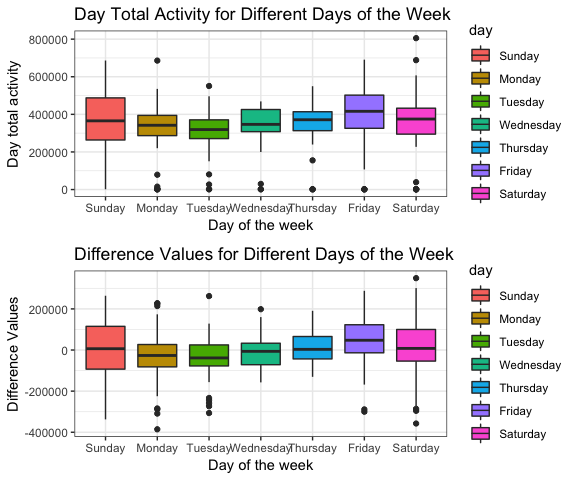 Day Total Activity for Different Days of the Week
Day total activity
800000
600000
400000
200000
0
Sunday Monday Tuesday Wednesday Thursday Friday Saturday
Day of the week
day
Sunday
Monday
Tuesday
Wednesday
Thursday
Friday
Saturday
Difference Values for Different Days of the Week
Difference Values
200000
0
-200000
-400000
Sunday Monday Tuesday Wednesday Thursday Friday Saturday
Day of the week
day
Sunday
Monday
Tuesday
Wednesday
Thursday
Friday
Saturday